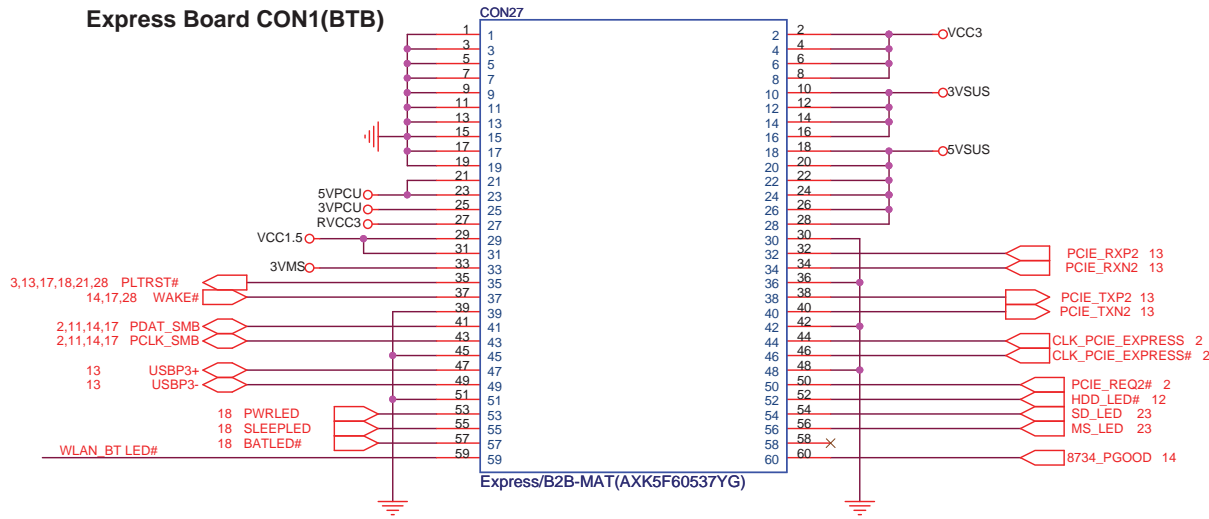 Express Board CON1(BTB)
CON27
1 1 2 2 VCC3
3 3 4 4
5 5 6 6
7 7 8 8
9 9 10 10 3VSUS
11 11 12 12
13 13 14 14
15 15 16 16
17 17 18 18 5VSUS
19 19 20 20
21 21 22 22
5VPCU 23 23 24 24
3VPCU 25 25 26 26
RVCC3 27 27 28 28
VCC1.5 29 29 30 30
31 31 32 32 PCIE_RXP2 13
3VMS 33 33 34 34 PCIE_RXN2 13
3,13,17,18,21,28 PLTRST# 35 35 36 36
14,17,28 WAKE# 37 37 38 38 PCIE_TXP2 13
39 39 40 40 PCIE_TXN2 13
2,11,14,17 PDAT_SMB 41 41 42 42
2,11,14,17 PCLK_SMB 43 43 44 44 CLK_PCIE_EXPRESS 2
45 45 46 46 CLK_PCIE_EXPRESS# 2
13 USBP3+ 47 47 48 48
13 USBP3- 49 49 50 50 PCIE_REQ2# 2
51 51 52 52 HDD_LED# 12
18 PWRLED 53 53 54 54 SD_LED 23
18 SLEEPLED 55 55 56 56 MS_LED 23
18 BATLED# 57 57 58 58
WLAN_BT LED# 59 59 60 60 8734_PGOOD 14
Express/B2B-MAT(AXK5F60537YG)